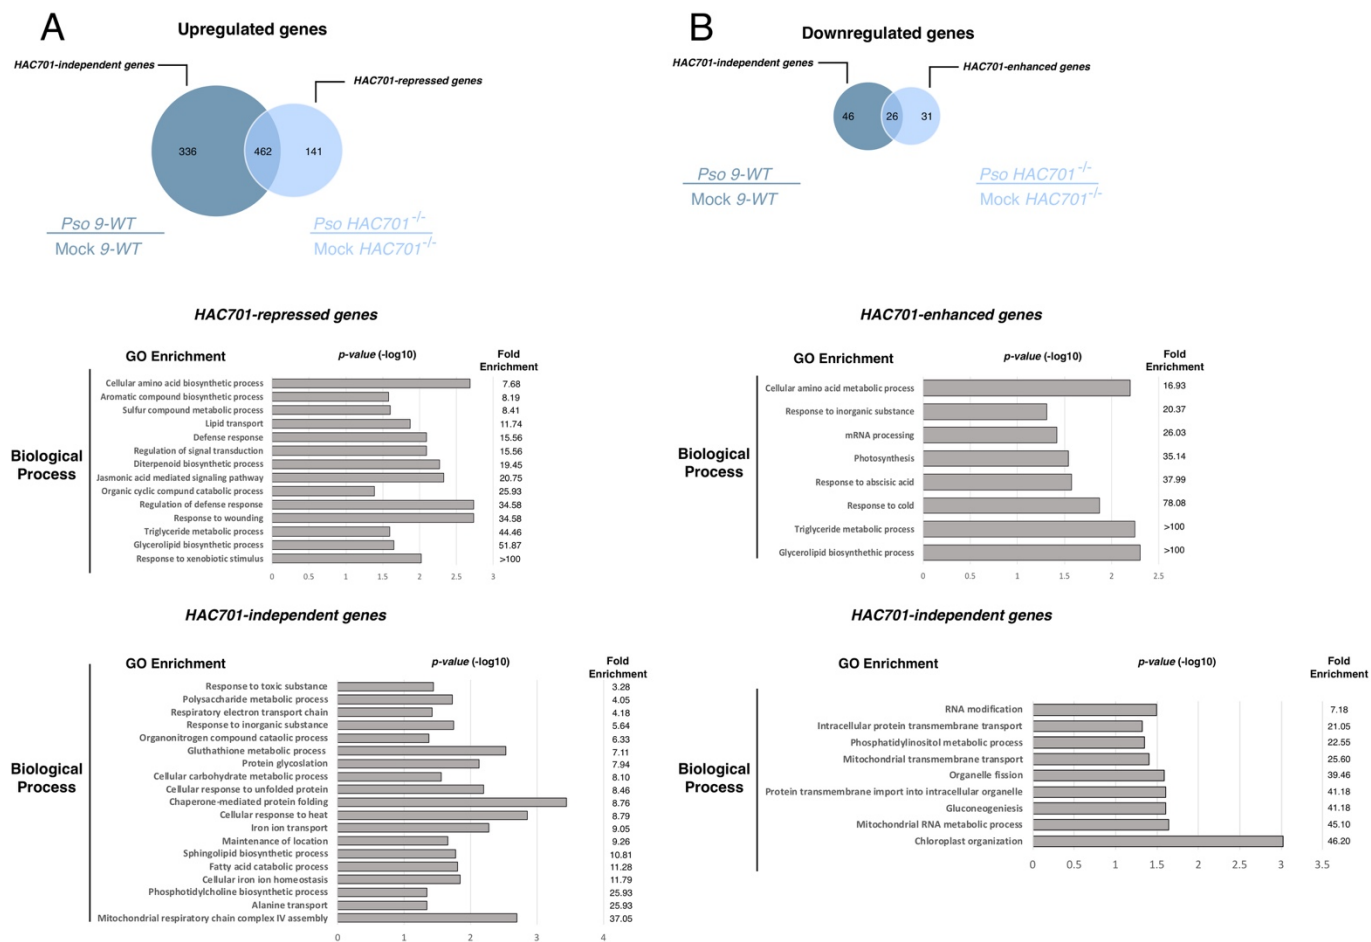 A
Upregulated genes
HAC701-independent genes
HAC701-repressed genes
336
462
141
Pso 9-WT
Mock 9-WT
Pso HAC701-/-
Mock HAC701-/-
HAC701-repressed genes
GO Enrichment
p-value (-log10)
Fold
Enrichment
Biological
Process
Cellular amino acid biosynthetic process 7.68
Aromatic compound biosynthetic process 8.19
Sulfur compound metabolic process 8.41
Lipid transport 11.74
Defense response 15.56
Regulation of signal transduction 15.56
Diterpenoid biosynthetic process 19.45
Jasmonic acid mediated signaling pathway 20.75
Organic cyclic compund catabolic process 25.93
Regulation of defense response 34.58
Response to wounding 34.58
Triglyceride metabolic process 44.46
Glycerolipid biosynthetic process 51.87
Response to xenobiotic stimulus >100
0 0.5 1 1.5 2 2.5 3
HAC701-independent genes
GO Enrichment
p-value (-log10)
Fold
Enrichment
Biological
Process
Response to toxic substance 3.28
Polysaccharide metabolic process 4.05
Respiratory electron transport chain 4.18
Response to inorganic substance 5.64
Organonitrogen compound cataolic process 6.33
Gluthathione metabolic process 7.11
Protein glycoslation 7.94
Cellular carbohydrate metabolic process 8.10
Cellular response to unfolded protein 8.46
Chaperone-mediated protein folding 8.76
Cellular response to heat 8.79
Iron ion transport 9.05
Maintenance of location 9.26
Sphingolipid biosynthetic process 10.81
Fatty acid catabolic process 11.28
Cellular iron ion homeostasis 11.79
Phosphotidylcholine biosynthetic process 25.93
Alanine transport 25.93
Mitochondrial respiratory chain complex IV assembly 37.05
0 1 2 3 4
B
Downregulated genes
HAC701-independent genes
HAC701-enhanced genes
46
26
31
Pso 9-WT
Mock 9-WT
Pso HAC701-/-
Mock HAC701-/-
HAC701-enhanced genes
GO Enrichment
p-value (-log10)
Fold
Enrichment
Biological
Process
Cellular amino acid metabolic process 16.93
Response to inorganic substance 20.37
mRNA processing 26.03
Photosynthesis 35.14
Response to abscisic acid 37.99
Response to cold 78.08
Triglyceride metabolic process >100
Glycerolipid biosynthethic process >100
0 0.5 1 1.5 2 2.5
HAC701-independent genes
GO Enrichment
p-value (-log10)
Fold
Enrichment
Biological
Process
RNA modification 7.18
Intracellular protein transmembrane transport 21.05
Phosphatidylinositol metabolic process 22.55
Mitochondrial transmembrane transport 25.60
Organelle fission 39.46
Protein transmembrane import into intracellular organelle 41.18
Gluconeogeniesis 41.18
Mitochondrial RNA metabolic process 45.10
Chloroplast organization 46.20
0 0.5 1 1.5 2 2.5 3 3.5